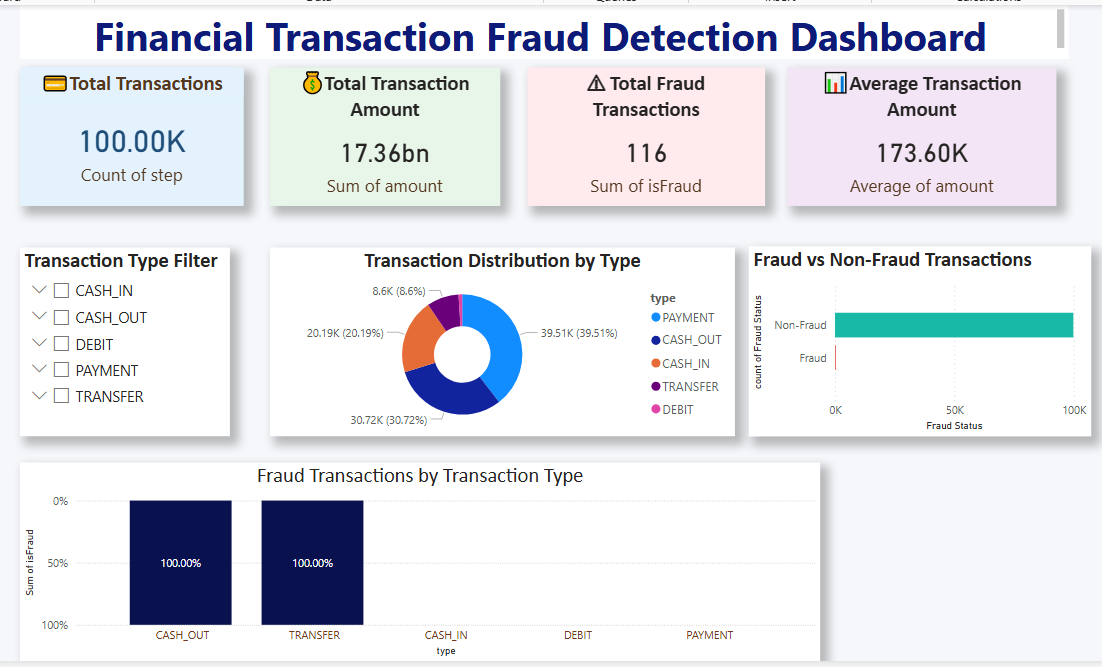 Financial Transaction Fraud Detection Dashboard
Total Transactions
100.00K
Count of step
Total Transaction
Amount
17.36bn
Sum of amount
Total Fraud
Transactions
116
Sum of isFraud
Average Transaction
Amount
173.60K
Average of amount
Transaction Type Filter
CASH_IN
CASH_OUT
DEBIT
PAYMENT
TRANSFER
Transaction Distribution by Type
8.6K (8.6%)
20.19K (20.19%)
39.51K (39.51%)
30.72K (30.72%)
type
PAYMENT
CASH_OUT
CASH_IN
TRANSFER
DEBIT
Fraud vs Non-Fraud Transactions
count of Fraud Status
Non-Fraud
Fraud
0K 50K 100K
Fraud Status
Fraud Transactions by Transaction Type
Sum of isFraud
0%
50%
100%
100.00% 100.00%
CASH_OUT TRANSFER CASH_IN DEBIT PAYMENT
type